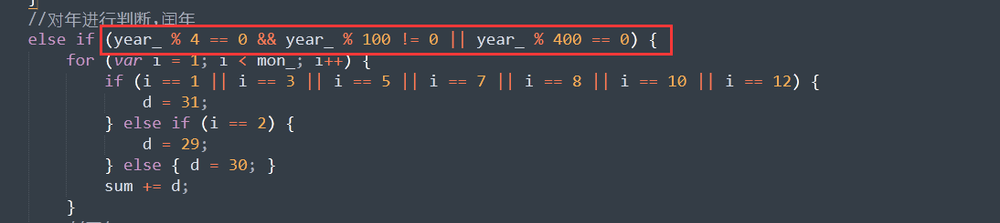 }
//对年进行判断,闰年
else if (year_ % 4 == 0 && year_ % 100 != 0 || year_ % 400 == 0) {
for (var i = 1; i < mon_; i++) {
if (i == 1 || i == 3 || i == 5 || i == 7 || i == 8 || i == 10 || i == 12) {
d = 31;
} else if (i == 2) {
d = 29;
} else { d = 30; }
sum += d;
}